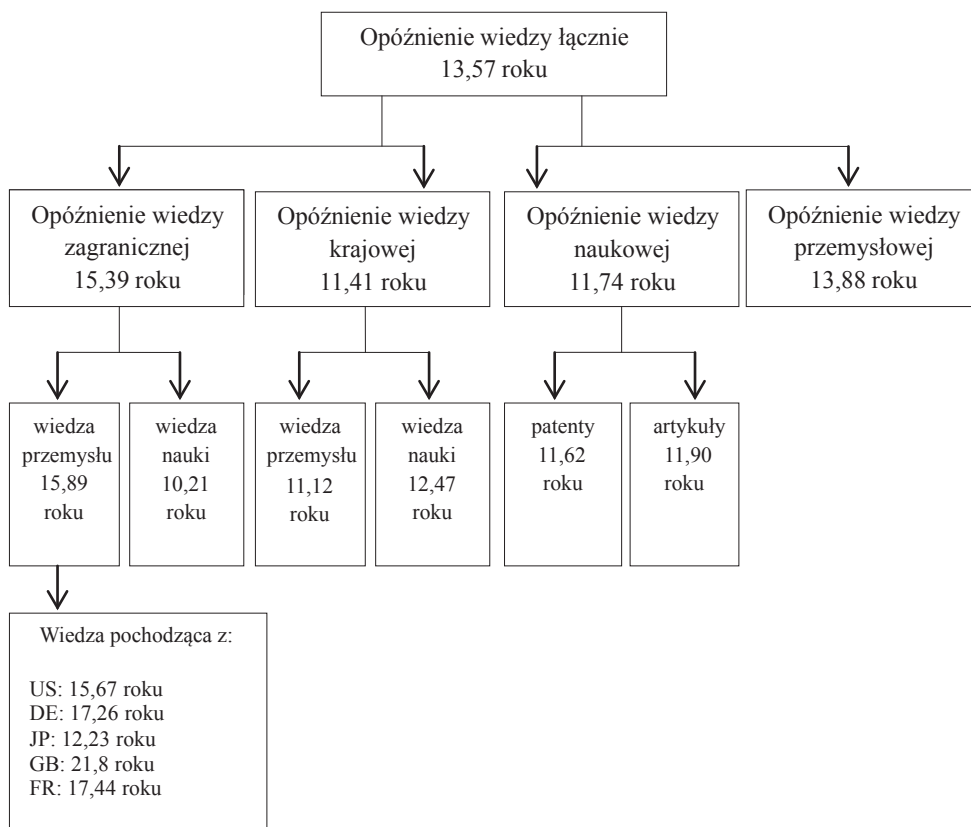 Opóźnienie wiedzy łącznie
13,57 roku
Opóźnienie wiedzy
zagranicznej
15,39 roku
Opóźnienie wiedzy
krajowej
11,41 roku
Opóźnienie wiedzy
naukowej
11,74 roku
Opóźnienie wiedzy
przemysłowej
13,88 roku
wiedza
przemysłu
15,89
roku
wiedza
nauki
10,21
roku
wiedza
przemysłu
11,12
roku
wiedza
nauki
12,47
roku
patenty
11,62
roku
artykuły
11,90
roku
Wiedza pochodząca z:
US: 15,67 roku
DE: 17,26 roku
JP: 12,23 roku
GB: 21,8 roku
FR: 17,44 roku